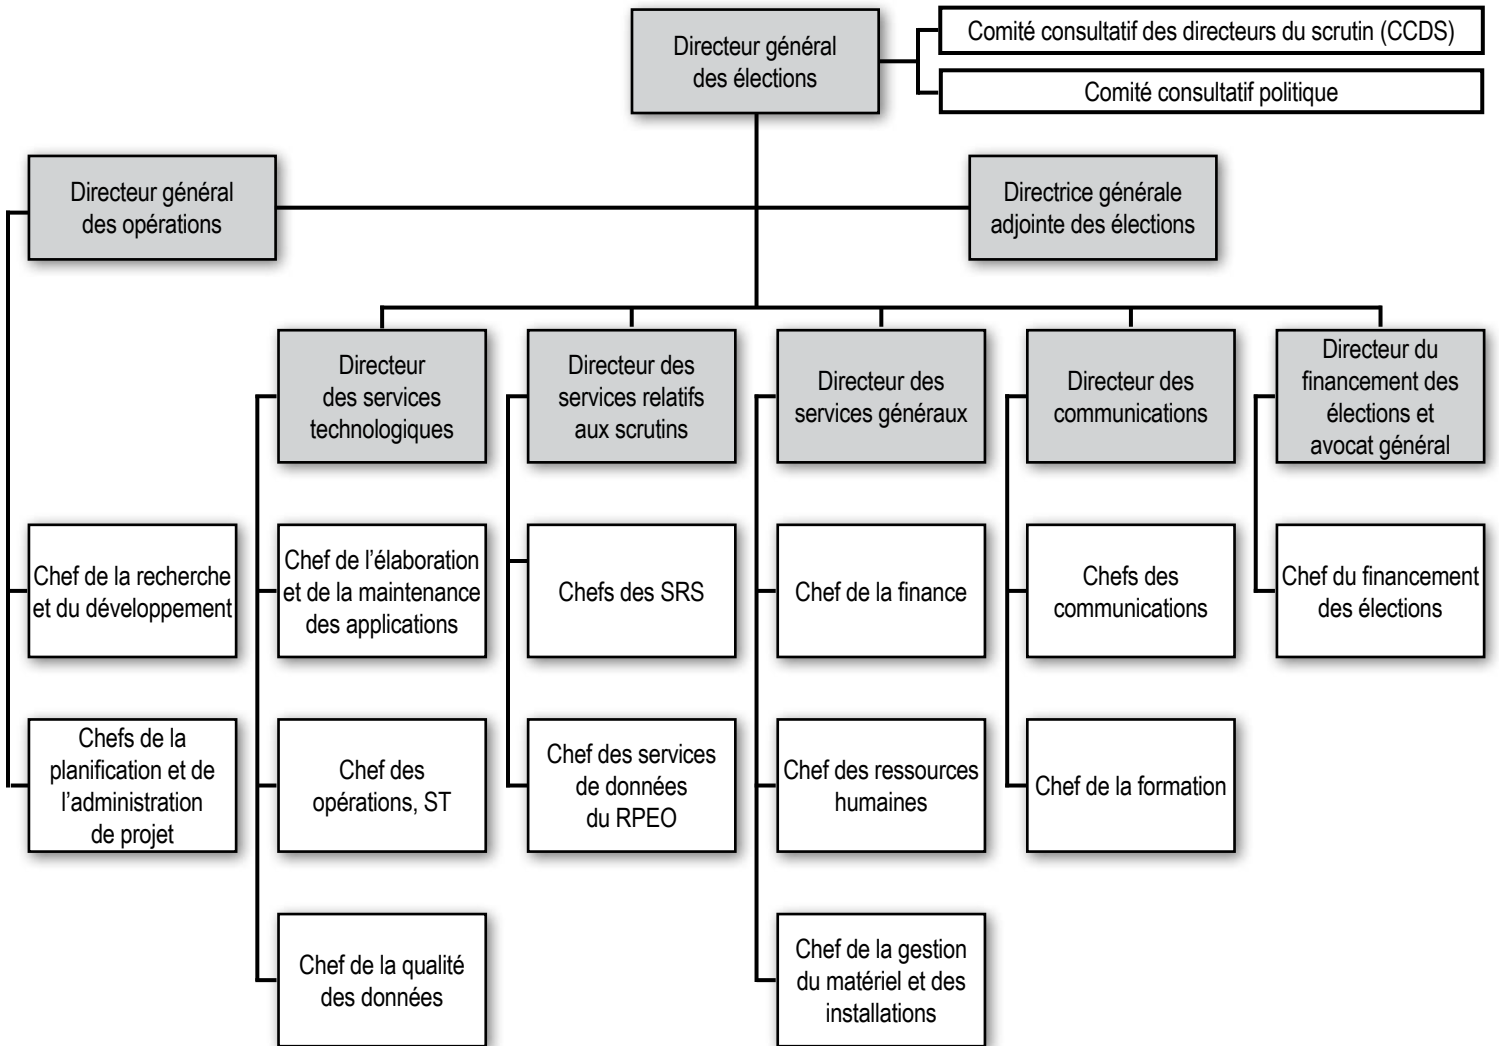 Directeur général
des élections
Comité consultatif des directeurs du scrutin (CCDS)
Comité consultatif politique
Directeur général
des opérations
Directrice générale
adjointe des élections
Directeur
des services
technologiques
Directeur des
services relatifs
aux scrutins
Directeur des
services généraux
Directeur des
communications
Directeur du
financement des
élections et
avocat général
Chef de la recherche
et du développement
Chef de l’élaboration
et de la maintenance
des applications
Chefs des SRS
Chef de la finance
Chefs des
communications
Chef du financement
des élections
Chefs de la
planification et de
l’administration
de projet
Chef des
opérations, ST
Chef des services
de données
du RPEO
Chef des ressources
humaines
Chef de la formation
Chef de la qualité
des données
Chef de la gestion
du matériel et des
installations